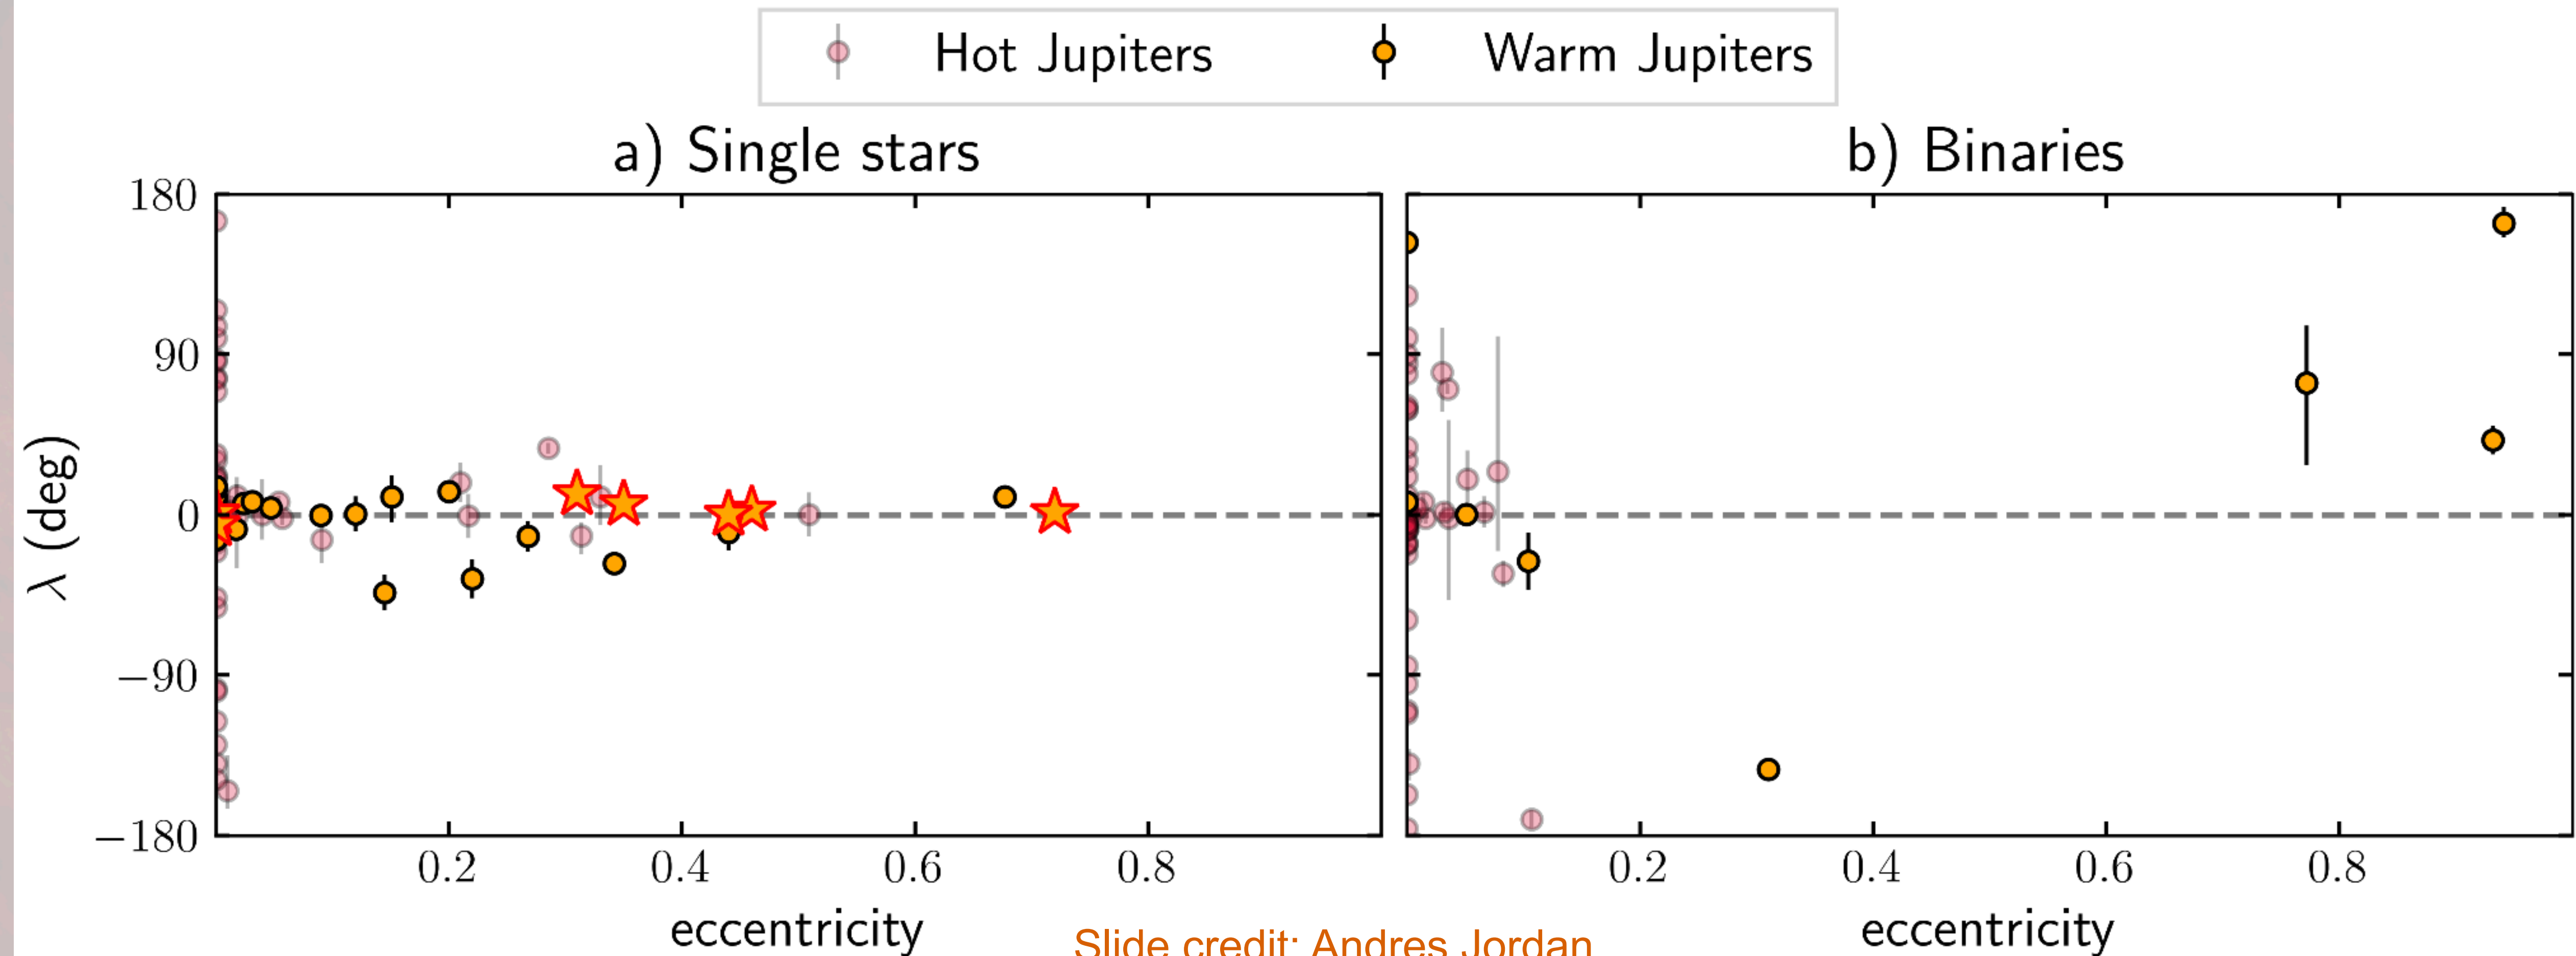 Hot Jupiters Warm Jupiters
a) Single stars b) Binaries
180
90
0
−90
−180
λ (deg)
0.2 0.4 0.6 0.8 0.2 0.4 0.6 0.8
eccentricity eccentricity
Slide credit: Andres Jordan